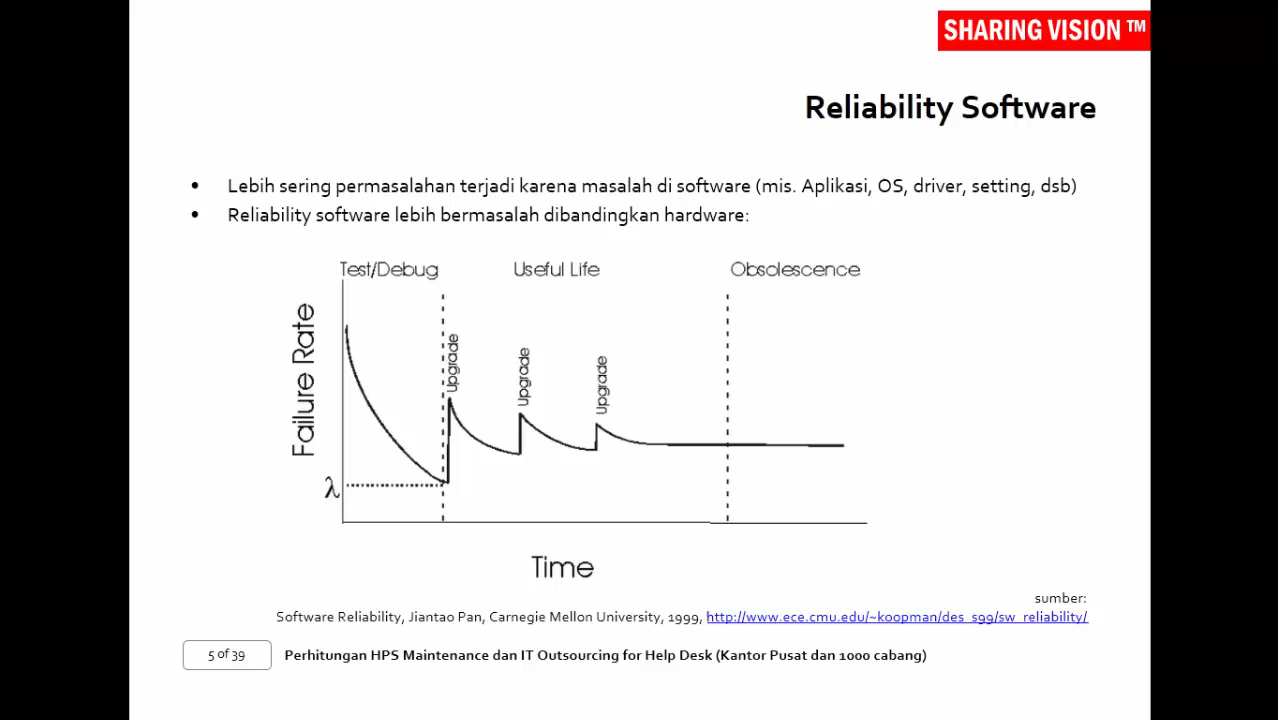 SHARING VISION ™
Reliability Software
• Lebih sering permasalahan terjadi karena masalah di software (mis. Aplikasi, OS, driver, setting, dsb)
• Reliability software lebih bermasalah dibandingkan hardware:
Test/Debug Useful Life Obsolescence
Failure Rate
Upgrade
Upgrade
Upgrade
λ
Time
sumber:
Software Reliability, Jiantao Pan, Carnegie Mellon University, 1999, http://www.ece.cmu.edu/~koopman/des_s99/sw_reliability/
5 of 39
Perhitungan HPS Maintenance dan IT Outsourcing for Help Desk (Kantor Pusat dan 1000 cabang)